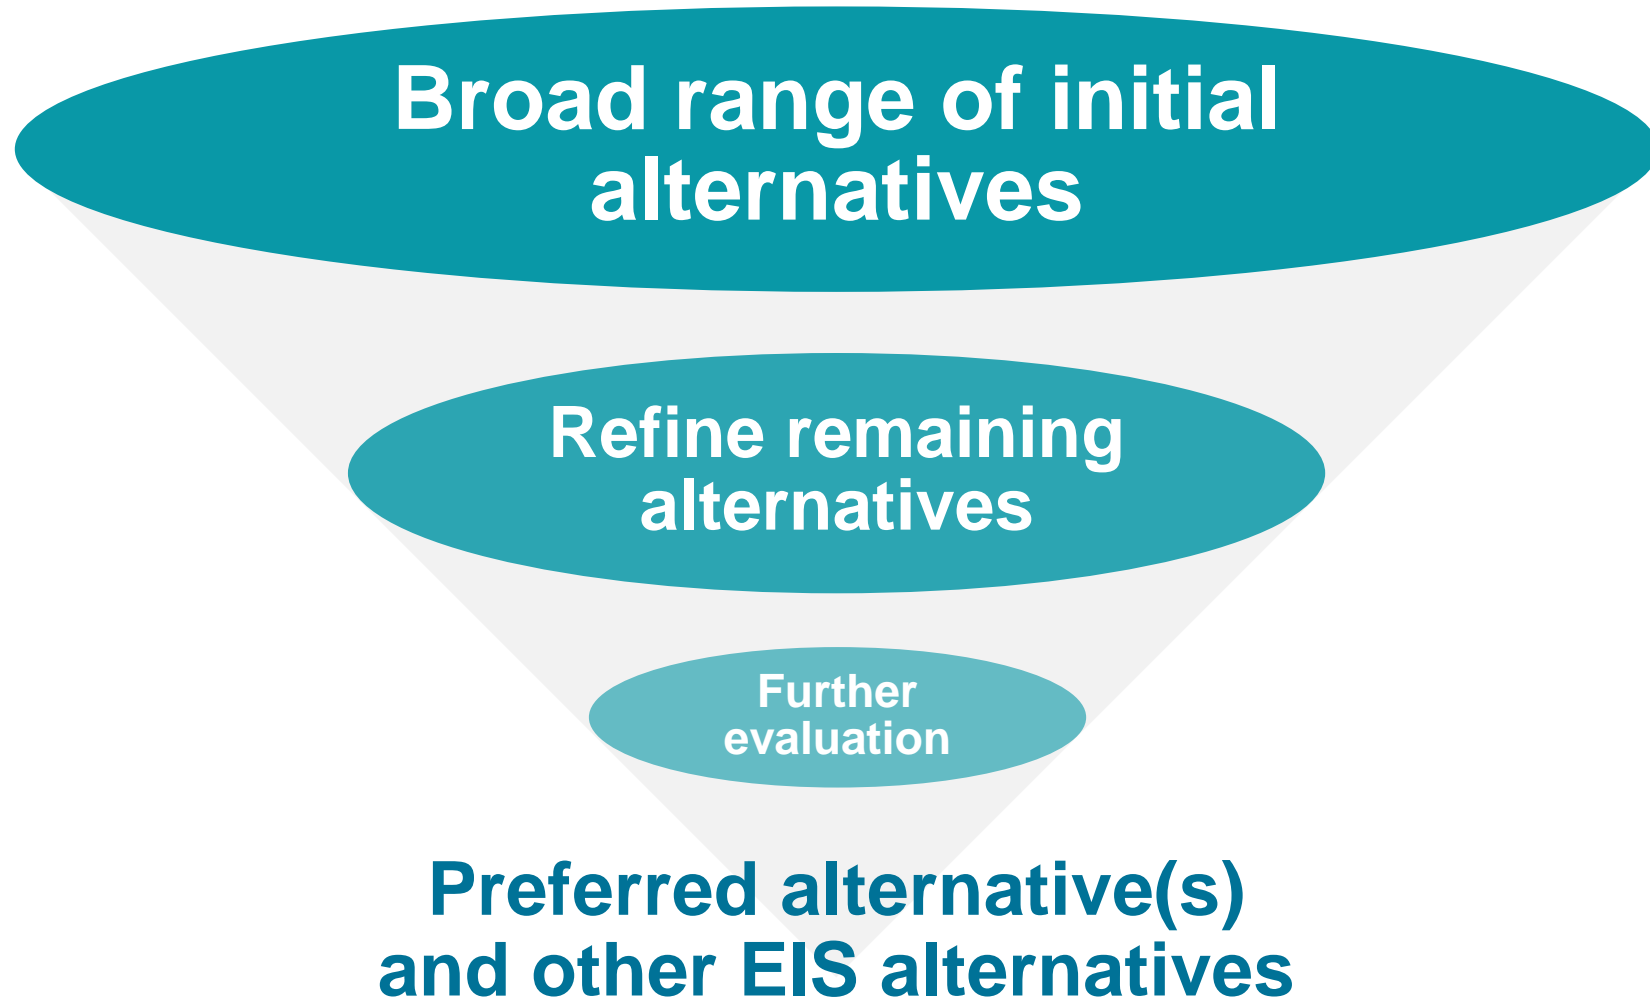 Broad range of initial
alternatives
Refine remaining
alternatives
Further
evaluation
Preferred alternative(s)
and other EIS alternatives